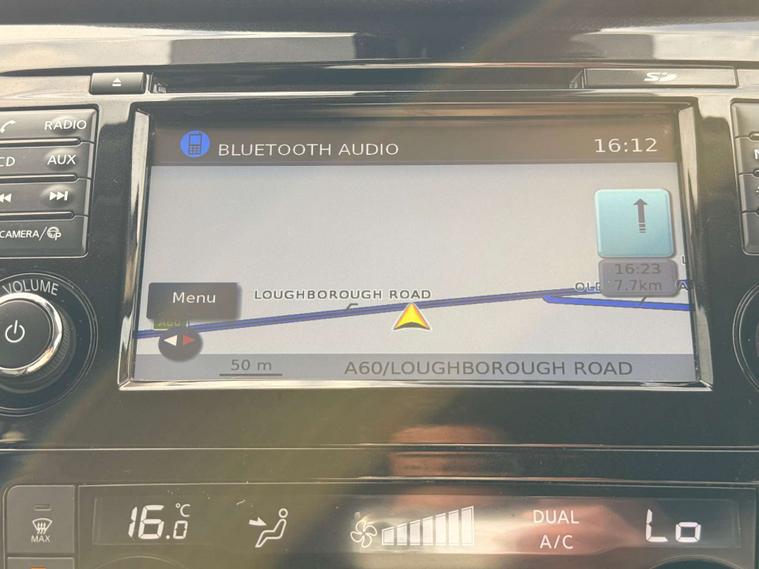 SD
RADIO
CD
AUX
CAMERA/
VOLUME
BLUETOOTH AUDIO
16:12
16:23
7.7km
LOUGHBOROUGH ROAD
Menu
50 m
A60/LOUGHBOROUGH ROAD
MAX
16.0 °C
DUAL
A/C
Lo